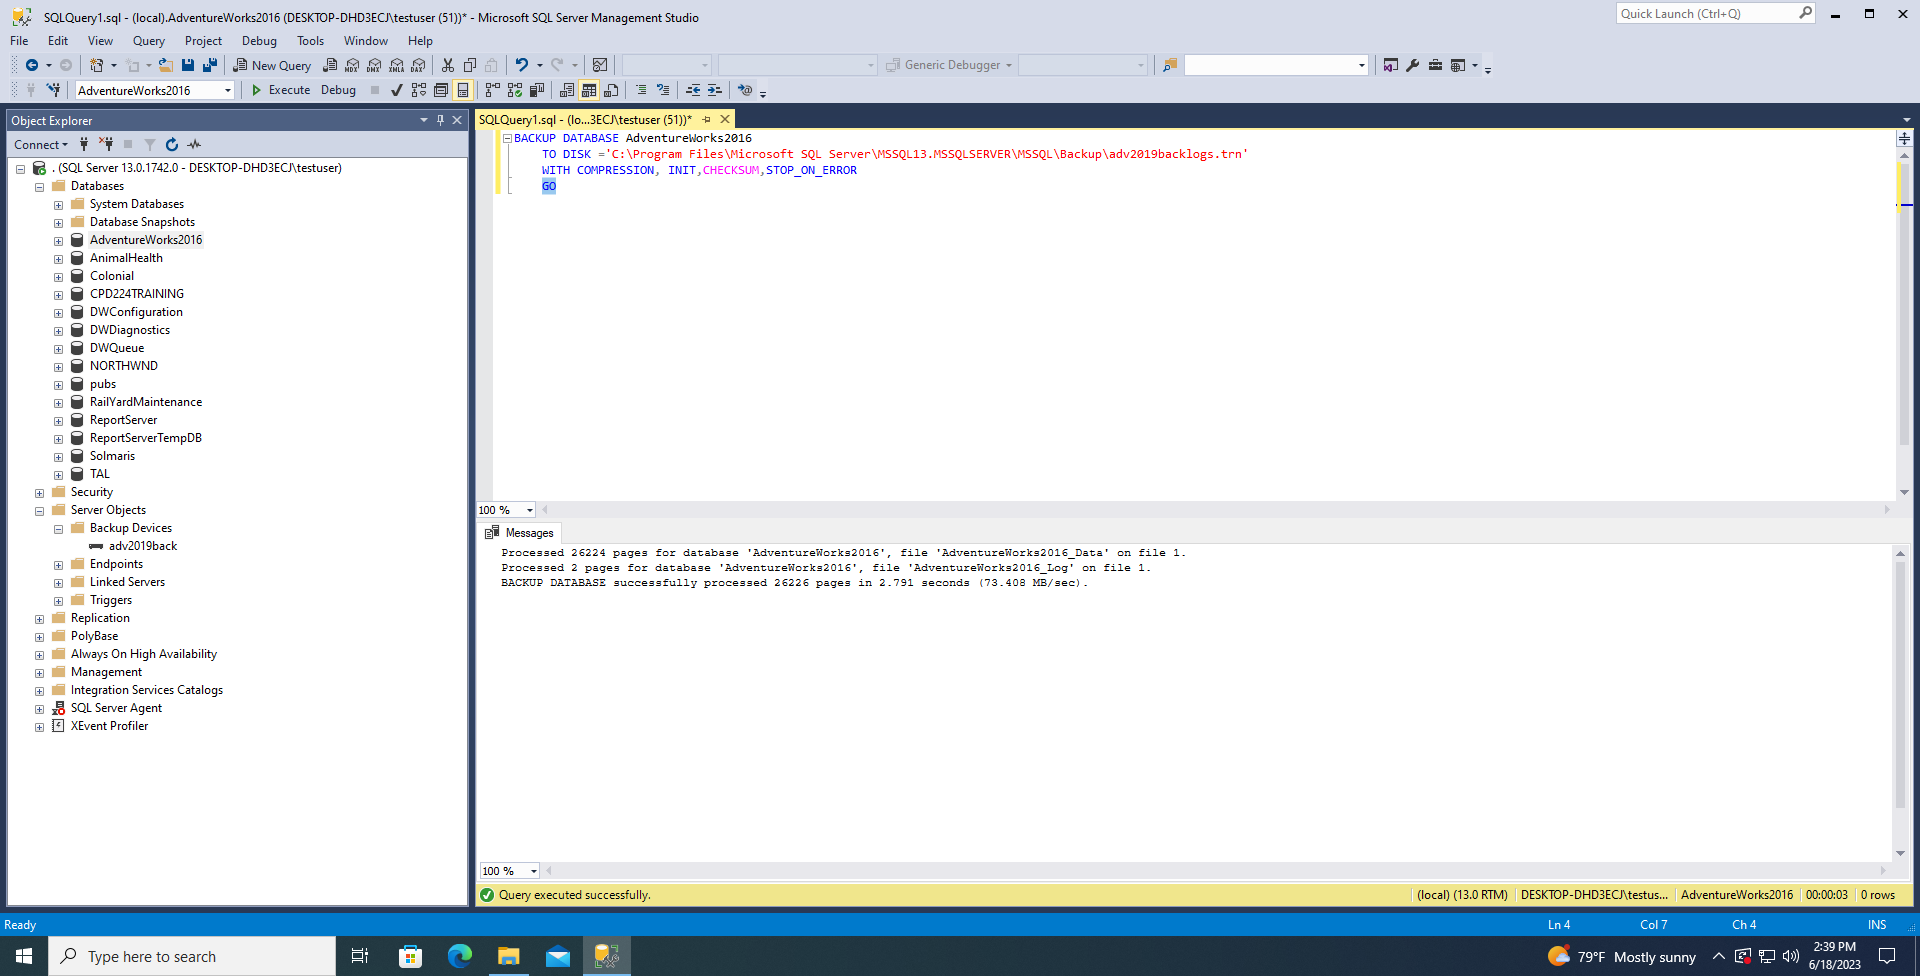 SQLQuery1.sql - (local).AdventureWorks2016 (DESKTOP-DHD3ECJ\testuser (51))* - Microsoft SQL Server Management Studio
Quick Launch (Ctrl+Q)
File Edit View Query Project Debug Tools Window Help
New Query
MDX DMX XMLA DAX
Generic Debugger
AdventureWorks2016
Execute Debug
Object Explorer
Connect
. (SQL Server 13.0.1742.0 - DESKTOP-DHD3ECJ\testuser)
Databases
System Databases
Database Snapshots
AdventureWorks2016
AnimalHealth
Colonial
CPD224TRAINING
DWConfiguration
DWDiagnostics
DWQueue
NORTHWND
pubs
RailYardMaintenance
ReportServer
ReportServerTempDB
Solmaris
TAL
Security
Server Objects
Backup Devices
adv2019back
Endpoints
Linked Servers
Triggers
Replication
PolyBase
Always On High Availability
Management
Integration Services Catalogs
SQL Server Agent
XEvent Profiler
SQLQuery1.sql - (lo...3ECJ\testuser (51))*
BACKUP DATABASE AdventureWorks2016
TO DISK ='C:\Program Files\Microsoft SQL Server\MSSQL13.MSSQLSERVER\MSSQL\Backup\adv2019backlogs.trn'
WITH COMPRESSION, INIT,CHECKSUM,STOP_ON_ERROR
GO
100 %
Messages
Processed 26224 pages for database 'AdventureWorks2016', file 'AdventureWorks2016_Data' on file 1.
Processed 2 pages for database 'AdventureWorks2016', file 'AdventureWorks2016_Log' on file 1.
BACKUP DATABASE successfully processed 26226 pages in 2.791 seconds (73.408 MB/sec).
100 %
Query executed successfully.
(local) (13.0 RTM) DESKTOP-DHD3ECJ\testus... AdventureWorks2016 00:00:03 0 rows
Ready
Ln 4 Col 7 Ch 4 INS
Type here to search
79°F Mostly sunny
2:39 PM
6/18/2023